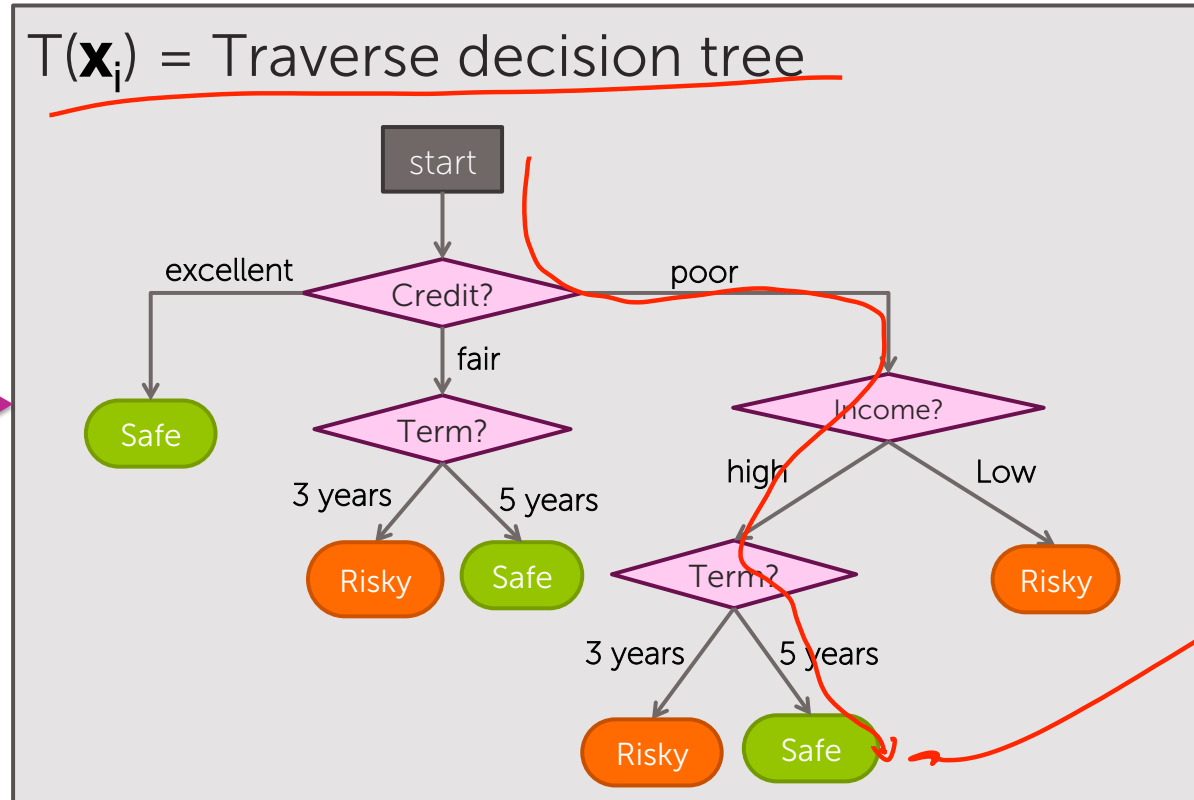 T(xᵢ) = Traverse decision tree
start
excellent
Credit?
poor
fair
Safe
Term?
Income?
3 years
5 years
high
Low
Risky
Safe
Term?
Risky
3 years
5 years
Risky
Safe